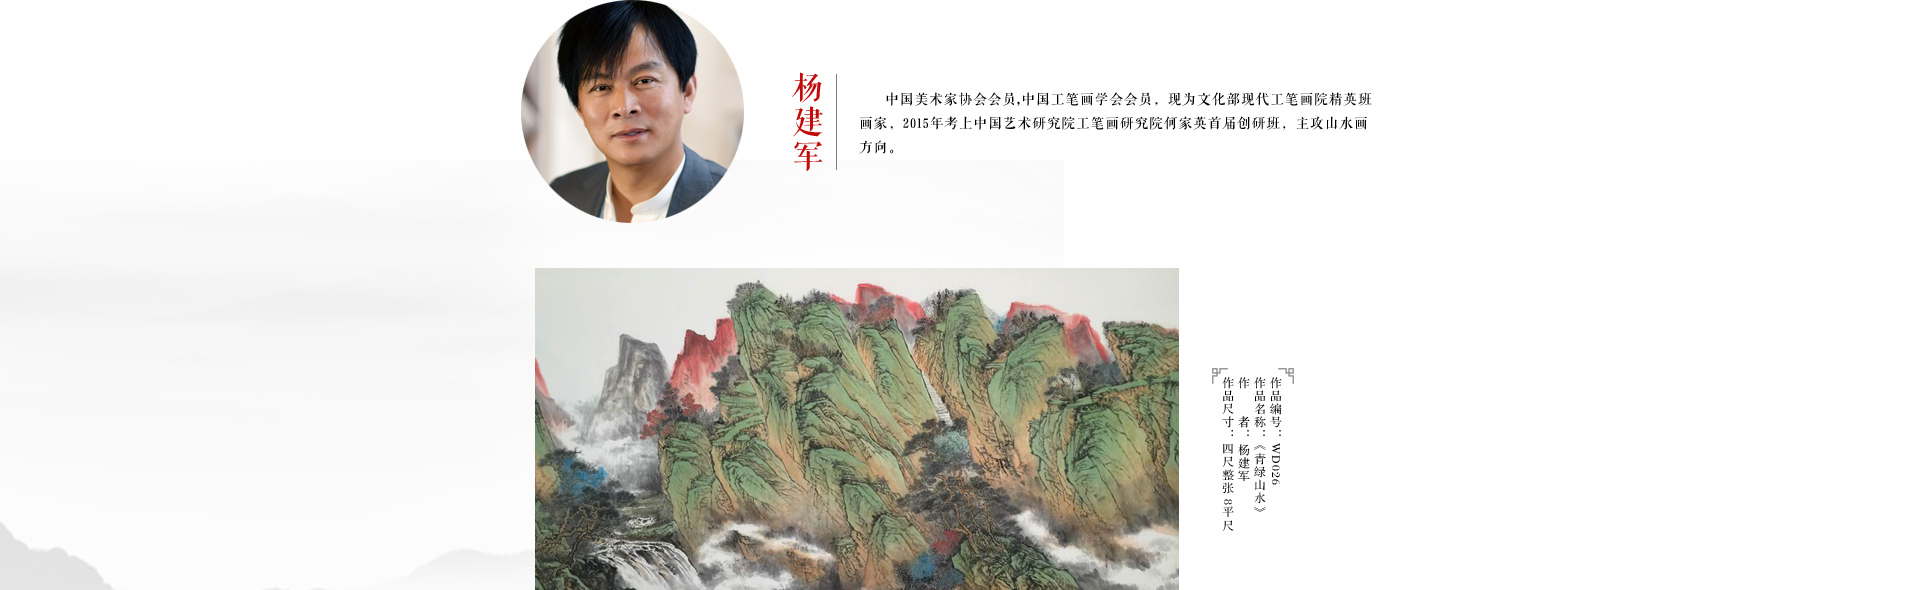 杨建军
中国美术家协会会员,中国工笔画学会会员，现为文化部现代工笔画院精英班
画家，2015年考上中国艺术研究院工笔画研究院何家英首届创研班，主攻山水画
方向。
作品编号：WD026
作品名称：《青绿山水》
作　者：杨建军
作品尺寸：四尺整张 8平尺